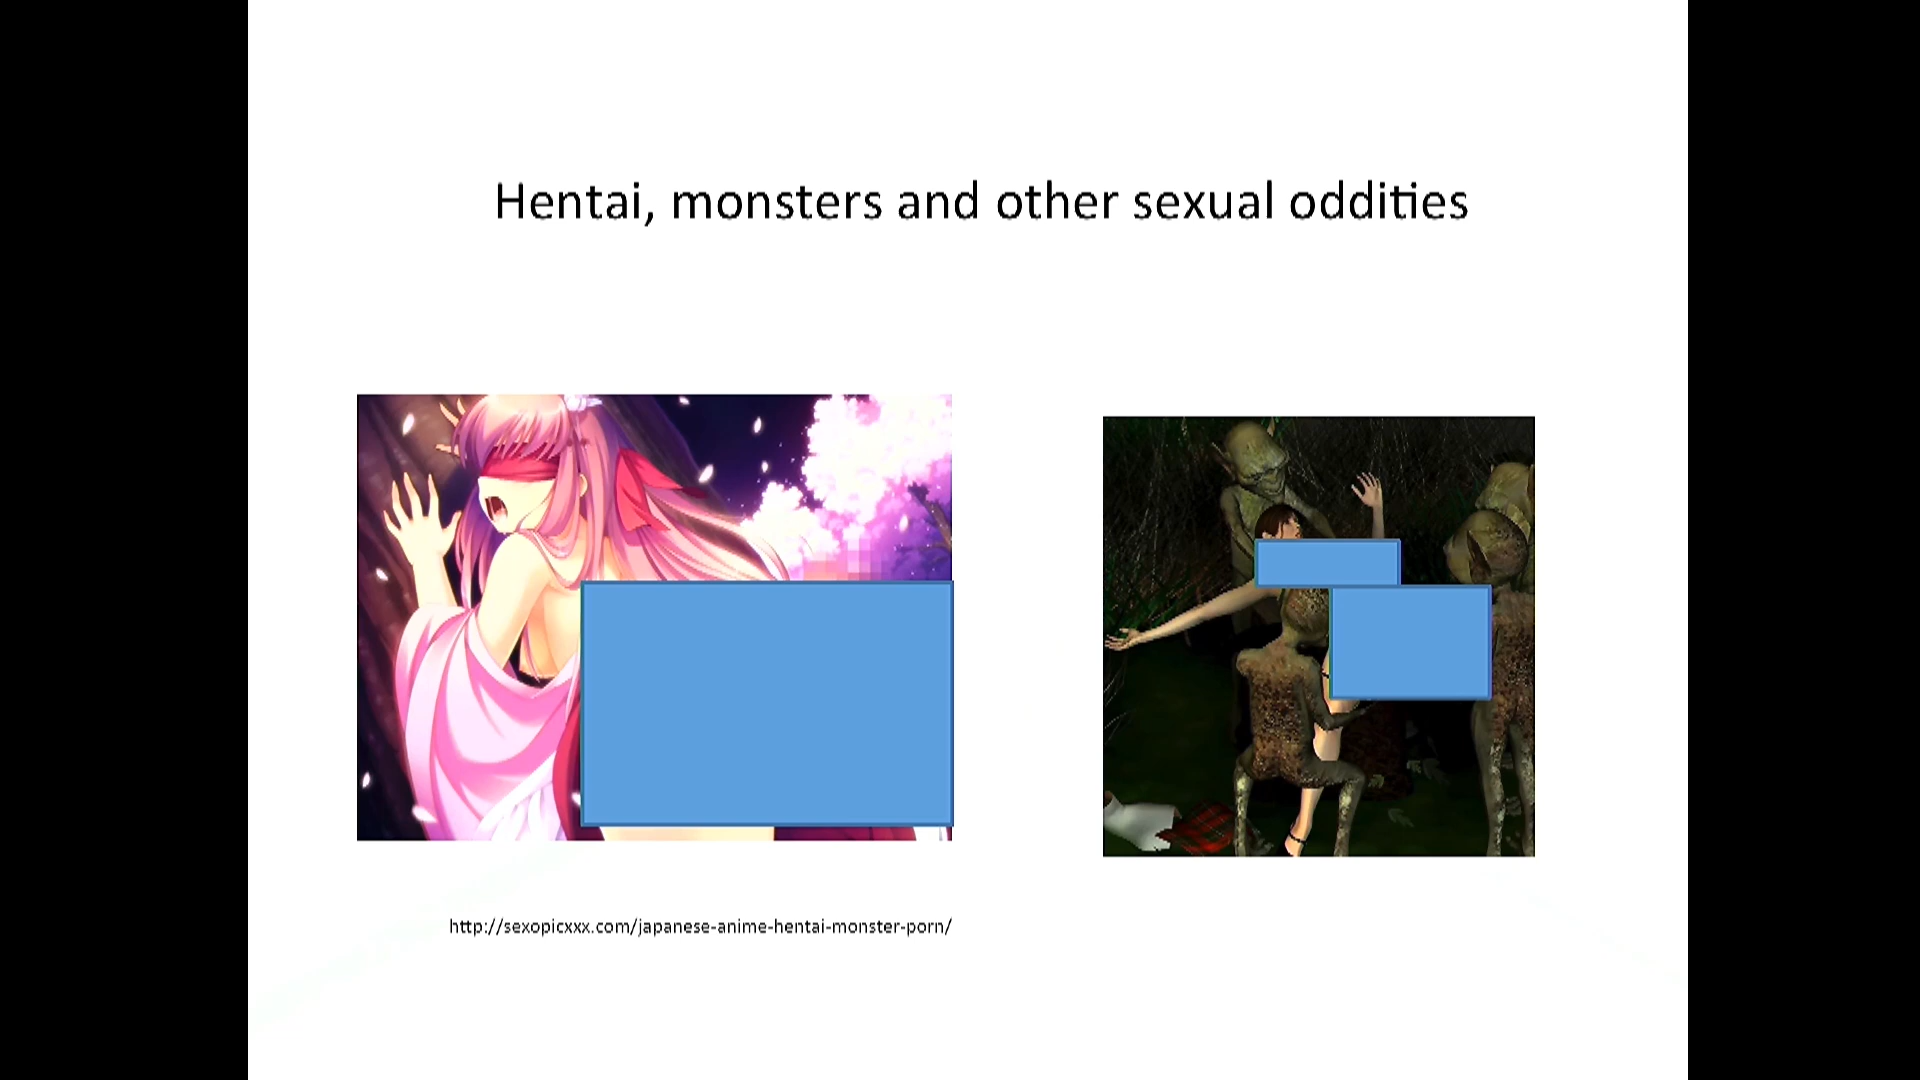 Hentai, monsters and other sexual oddities
http://sexopicxxx.com/japanese-anime-hentai-monster-porn/